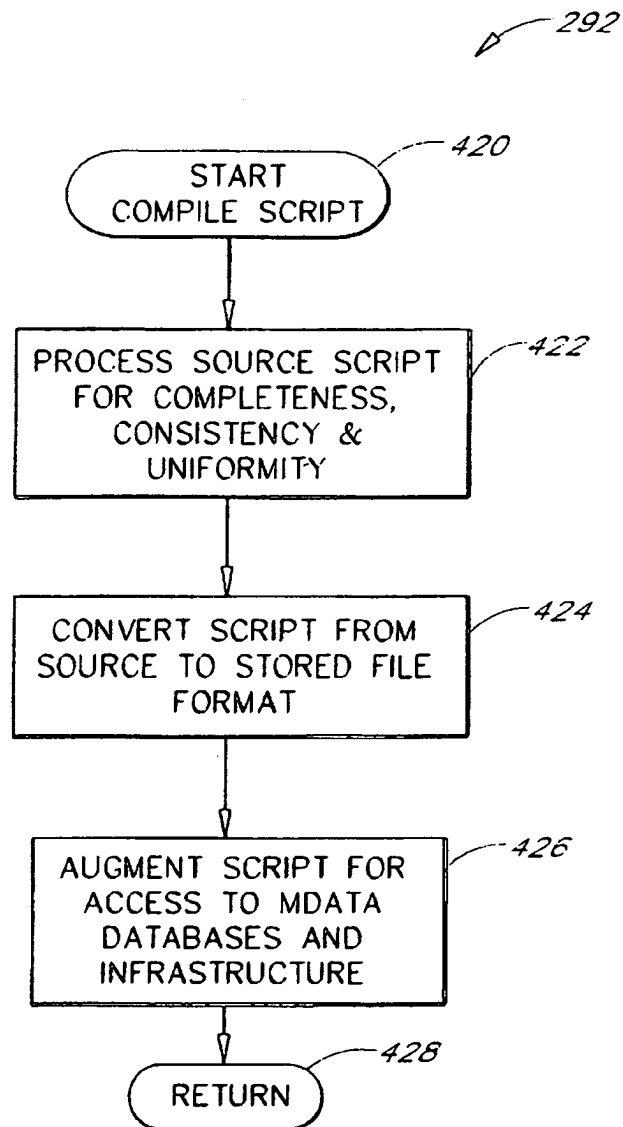 292
420
START
COMPILE SCRIPT
422
PROCESS SOURCE SCRIPT
FOR COMPLETENESS,
CONSISTENCY &
UNIFORMITY
424
CONVERT SCRIPT FROM
SOURCE TO STORED FILE
FORMAT
426
AUGMENT SCRIPT FOR
ACCESS TO MDATA
DATABASES AND
INFRASTRUCTURE
428
RETURN